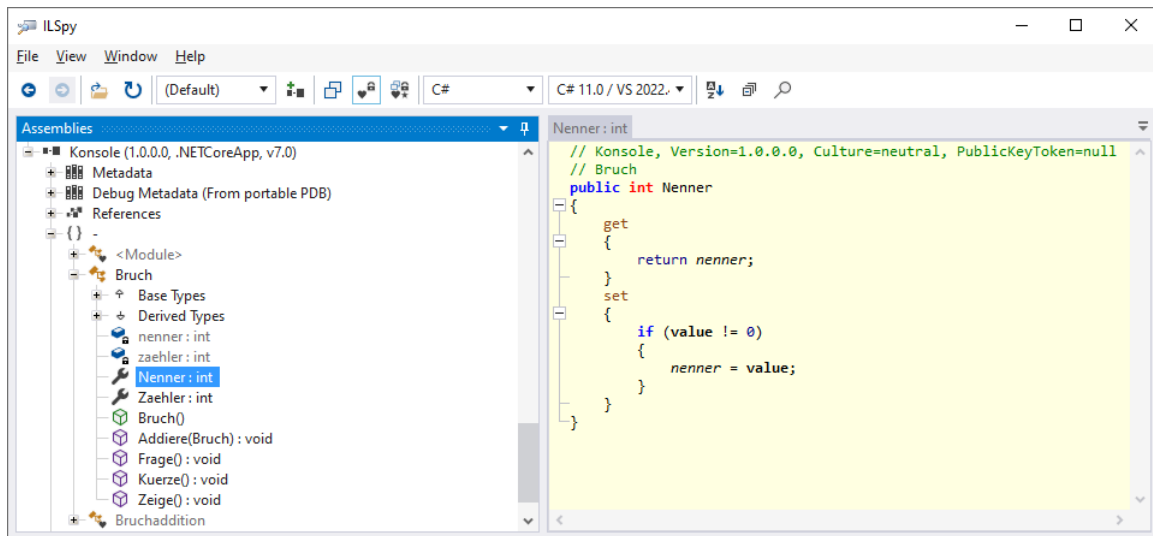 ILSpy
File View Window Help
(Default) C# C# 11.0 / VS 2022.
Assemblies
Konsole (1.0.0.0, .NETCoreApp, v7.0)
Metadata
Debug Metadata (From portable PDB)
References
{ } -
<Module>
Bruch
Base Types
Derived Types
nenner : int
zaehler : int
Nenner : int
Zaehler : int
Bruch()
Addiere(Bruch) : void
Frage() : void
Kuerze() : void
Zeige() : void
Bruchaddition
Nenner : int
// Konsole, Version=1.0.0.0, Culture=neutral, PublicKeyToken=null
// Bruch
public int Nenner
{
get
{
return nenner;
}
set
{
if (value != 0)
{
nenner = value;
}
}
}